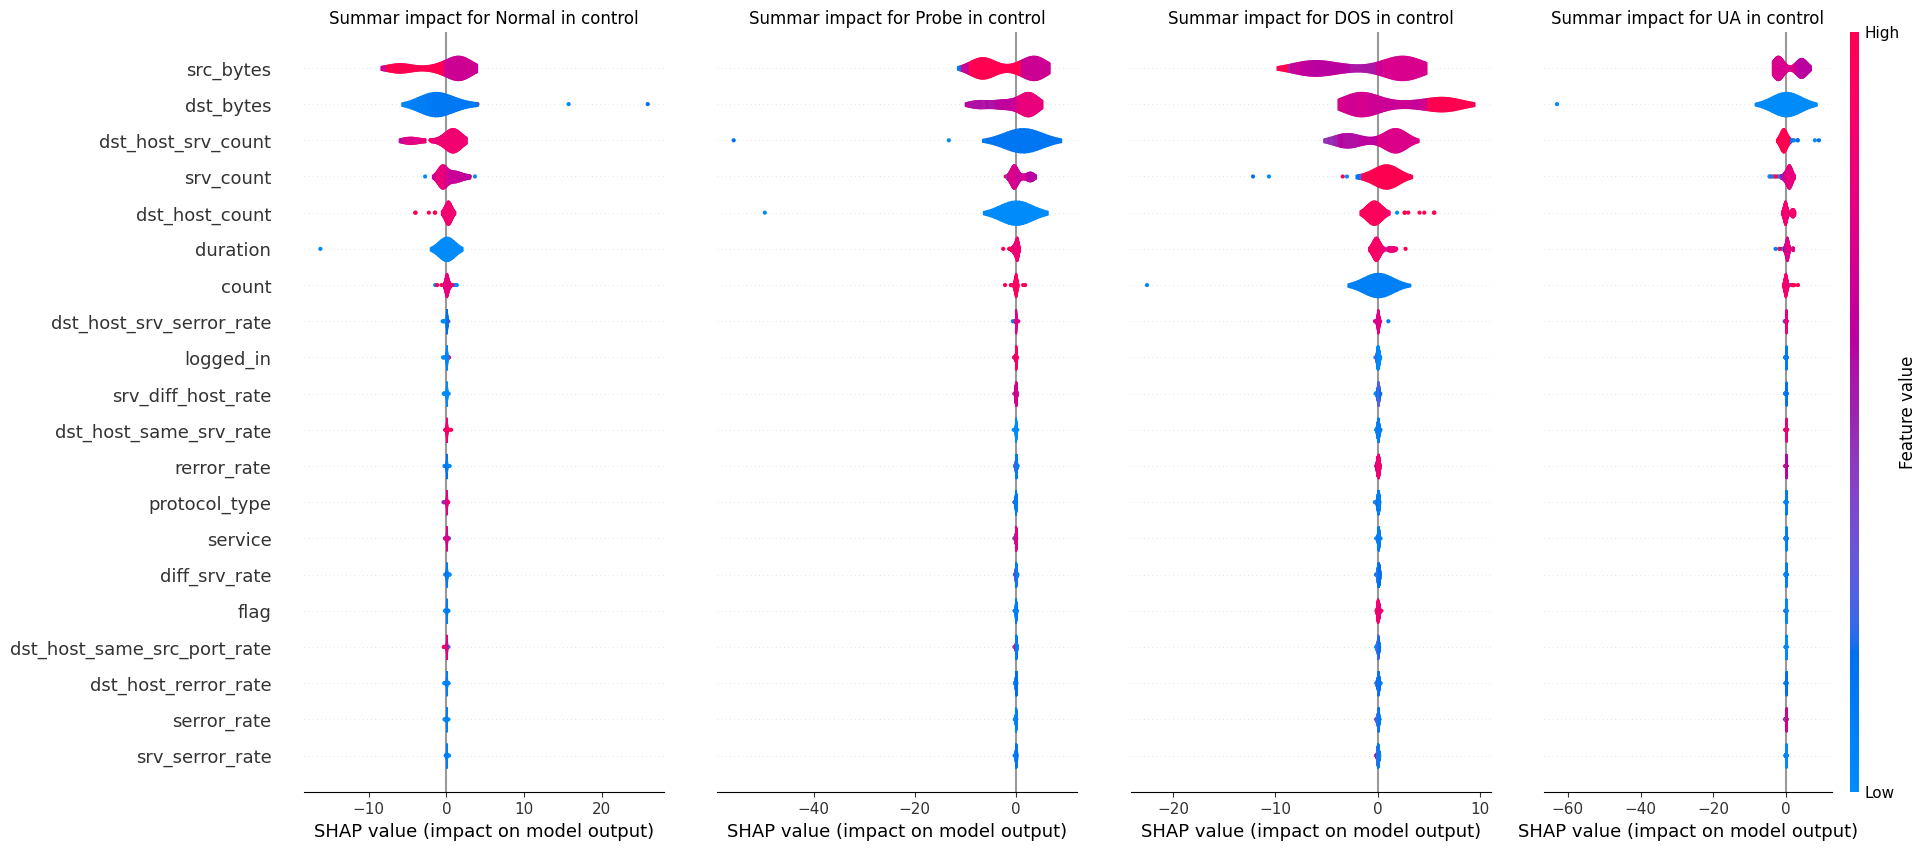 Summar impact for Normal in control
Summar impact for Probe in control
Summar impact for DOS in control
Summar impact for UA in control
High
src_bytes
dst_bytes
dst_host_srv_count
srv_count
dst_host_count
duration
count
dst_host_srv_serror_rate
logged_in
srv_diff_host_rate
dst_host_same_srv_rate
rerror_rate
protocol_type
service
diff_srv_rate
flag
dst_host_same_src_port_rate
dst_host_rerror_rate
serror_rate
srv_serror_rate
Feature value
Low
−10 0 10 20
−40 −20 0
−20 −10 0 10
−60 −40 −20 0
SHAP value (impact on model output)
SHAP value (impact on model output)
SHAP value (impact on model output)
SHAP value (impact on model output)